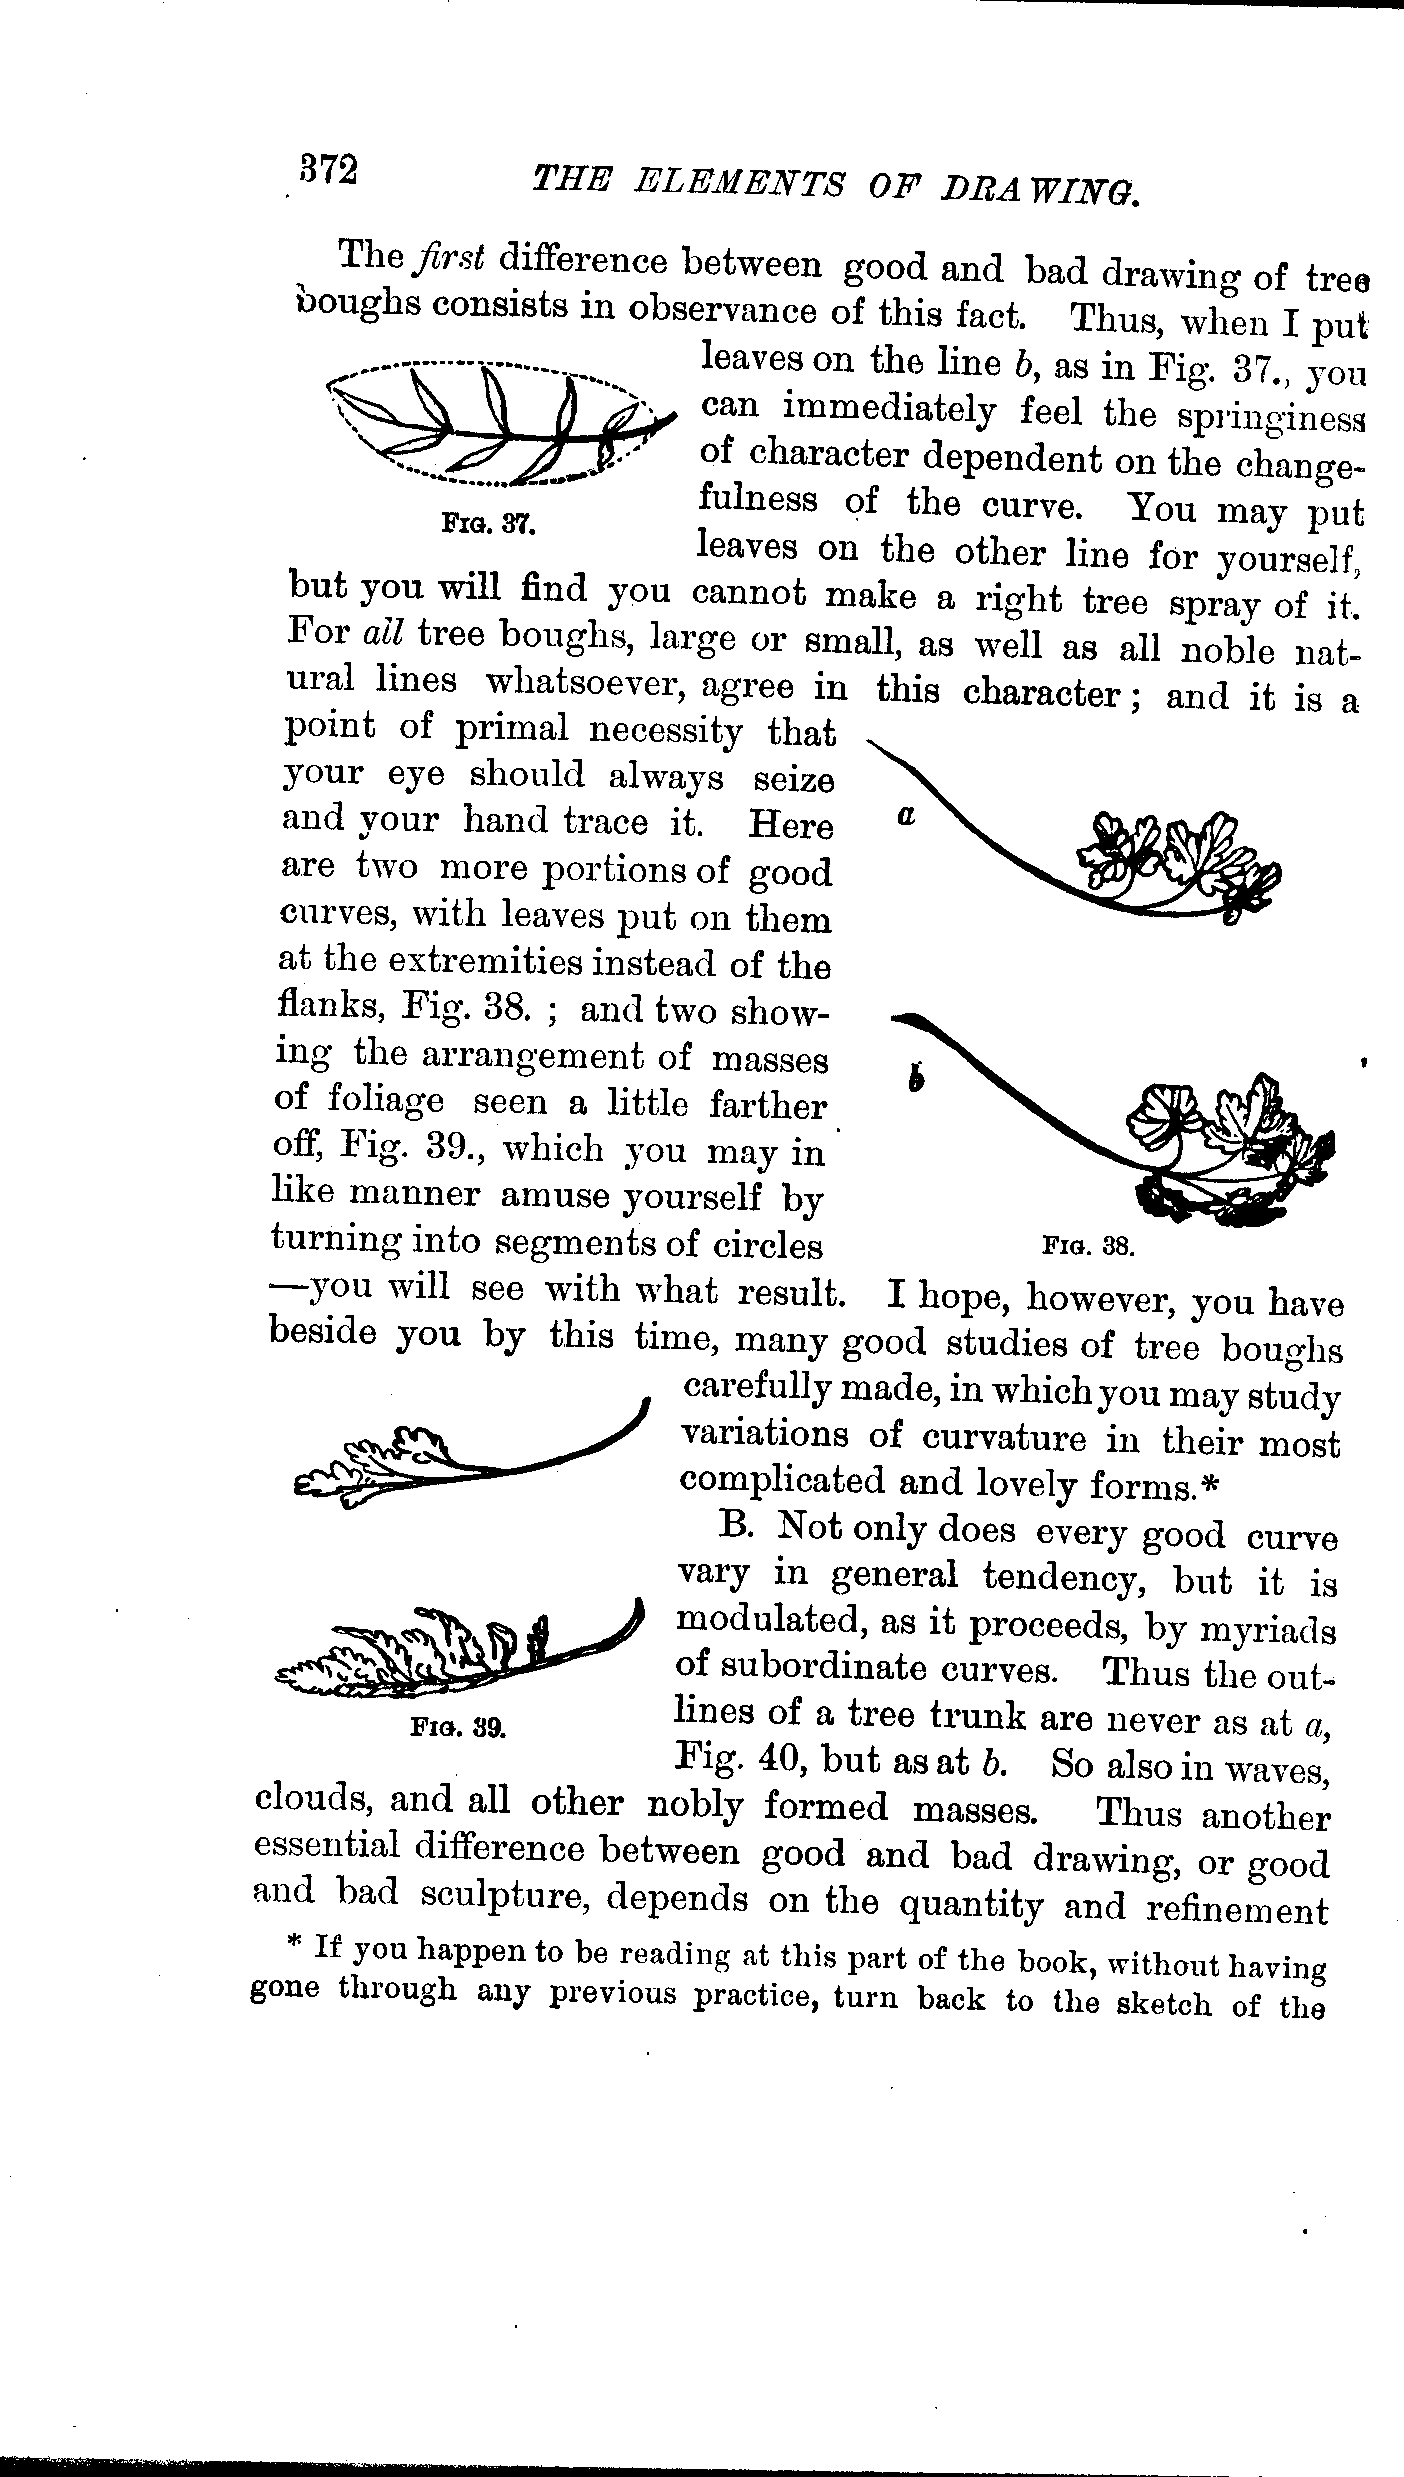 372 THE ELEMENTS OF DRAWING.
The first difference between good and bad drawing of tree
boughs consists in observance of this fact. Thus, when I put
leaves on the line b, as in Fig. 37., you
can immediately feel the springiness
of character dependent on the change-
fulness of the curve. You may put
leaves on the other line for yourself,
FIG. 37.
but you will find you cannot make a right tree spray of it.
For all tree boughs, large or small, as well as all noble nat-
ural lines whatsoever, agree in this character; and it is a
point of primal necessity that
your eye should always seize
and your hand trace it. Here
are two more portions of good
curves, with leaves put on them
at the extremities instead of the
flanks, Fig. 38. ; and two show-
ing the arrangement of masses
of foliage seen a little farther
off, Fig. 39., which you may in
like manner amuse yourself by
turning into segments of circles
a
b
FIG. 38.
—you will see with what result. I hope, however, you have
beside you by this time, many good studies of tree boughs
carefully made, in which you may study
variations of curvature in their most
complicated and lovely forms.*
B. Not only does every good curve
vary in general tendency, but it is
modulated, as it proceeds, by myriads
of subordinate curves. Thus the out-
lines of a tree trunk are never as at a,
Fig. 40, but as at b. So also in waves,
FIG. 39.
clouds, and all other nobly formed masses. Thus another
essential difference between good and bad drawing, or good
and bad sculpture, depends on the quantity and refinement
* If you happen to be reading at this part of the book, without having
gone through any previous practice, turn back to the sketch of the